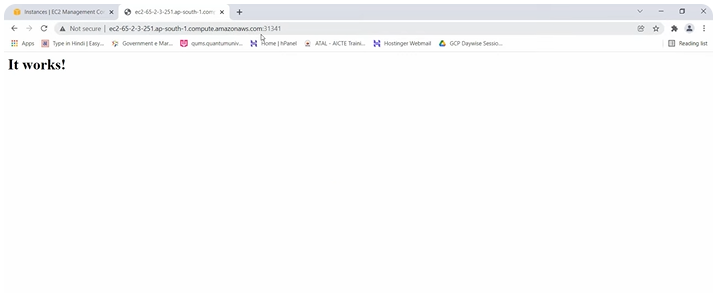 Instances | EC2 Management Co
ec2-65-2-3-251.ap-south-1.com
Not secure | ec2-65-2-3-251.ap-south-1.compute.amazonaws.com:31341
Apps Type in Hindi | Easy... Government e Mar... qums.quantumuniv... Home | hPanel ATAL - AICTE Traini... Hostinger Webmail GCP Daywise Sessio... Reading list
It works!